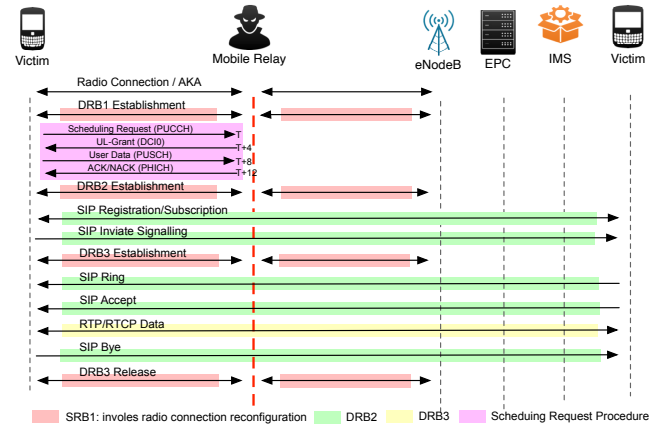 Victim
Mobile Relay
eNodeB
EPC
IMS
Victim
Radio Connection / AKA
DRB1 Establishment
Scheduling Request (PUCCH)
T
UL-Grant (DCI0)
T+4
User Data (PUSCH)
T+8
ACK/NACK (PHICH)
T+12
DRB2 Establishment
SIP Registration/Subscription
SIP Inviate Signalling
DRB3 Establishment
SIP Ring
SIP Accept
RTP/RTCP Data
SIP Bye
DRB3 Release
SRB1: involes radio connection reconfiguration
DRB2
DRB3
Scheduing Request Procedure